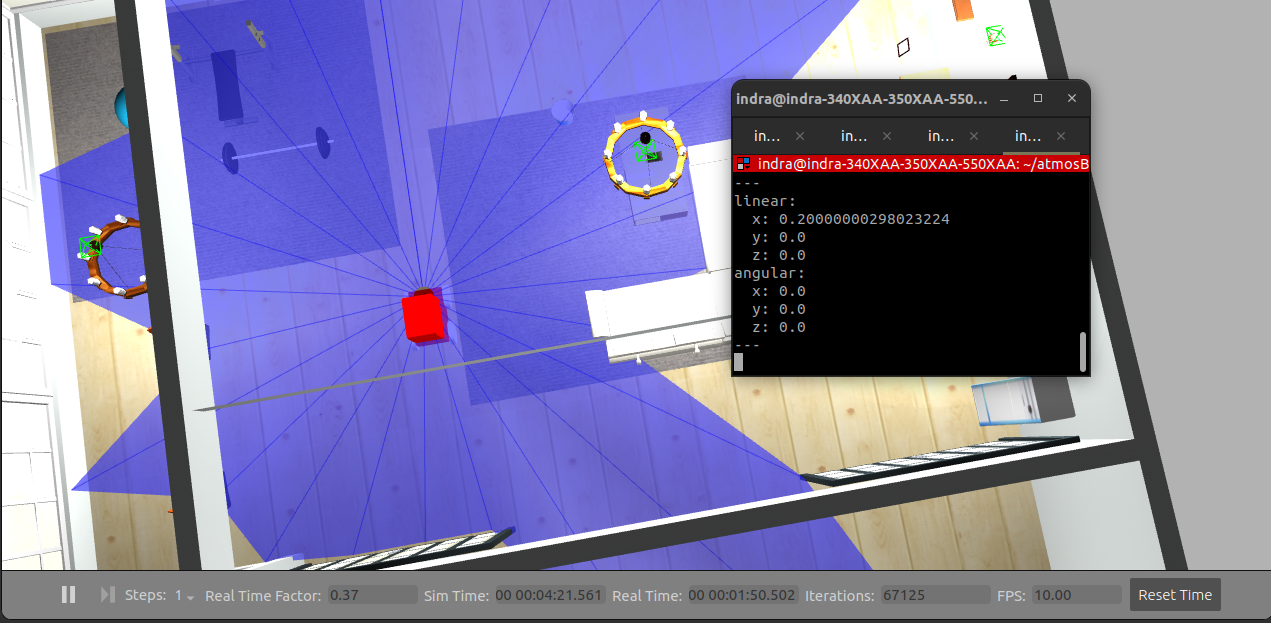 indra@indra-340XAA-350XAA-550...
in...
in...
in...
in...
indra@indra-340XAA-350XAA-550XAA: ~/atmosB
---
linear:
  x: 0.20000000298023224
  y: 0.0
  z: 0.0
angular:
  x: 0.0
  y: 0.0
  z: 0.0
---
Steps: 1 Real Time Factor: 0.37 Sim Time: 00 00:04:21.561 Real Time: 00 00:01:50.502 Iterations: 67125 FPS: 10.00 Reset Time